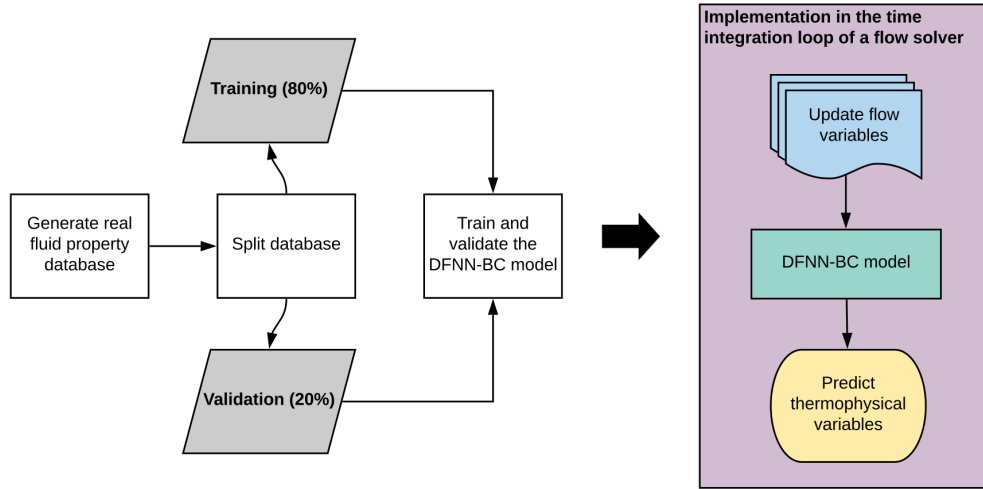 Generate real
fluid property
database
Split database
Training (80%)
Validation (20%)
Train and
validate the
DFNN-BC model
Implementation in the time
integration loop of a flow solver
Update flow
variables
DFNN-BC model
Predict
thermophysical
variables